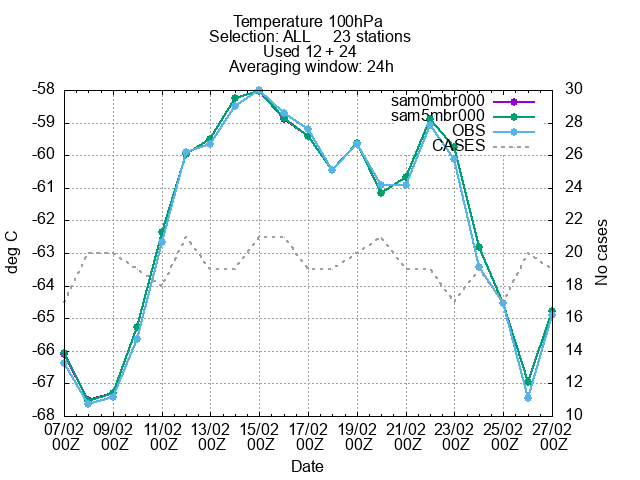 Temperature 100hPa
Selection: ALL 23 stations
Used 12 + 24
Averaging window: 24h
sam0mbr000
sam5mbr000
OBS
CASES
deg C
-58
-59
-60
-61
-62
-63
-64
-65
-66
-67
-68
30
28
26
24
22
20
18
16
14
12
10
No cases
07/02 09/02 11/02 13/02 15/02 17/02 19/02 21/02 23/02 25/02 27/02
00Z 00Z 00Z 00Z 00Z 00Z 00Z 00Z 00Z 00Z 00Z
Date